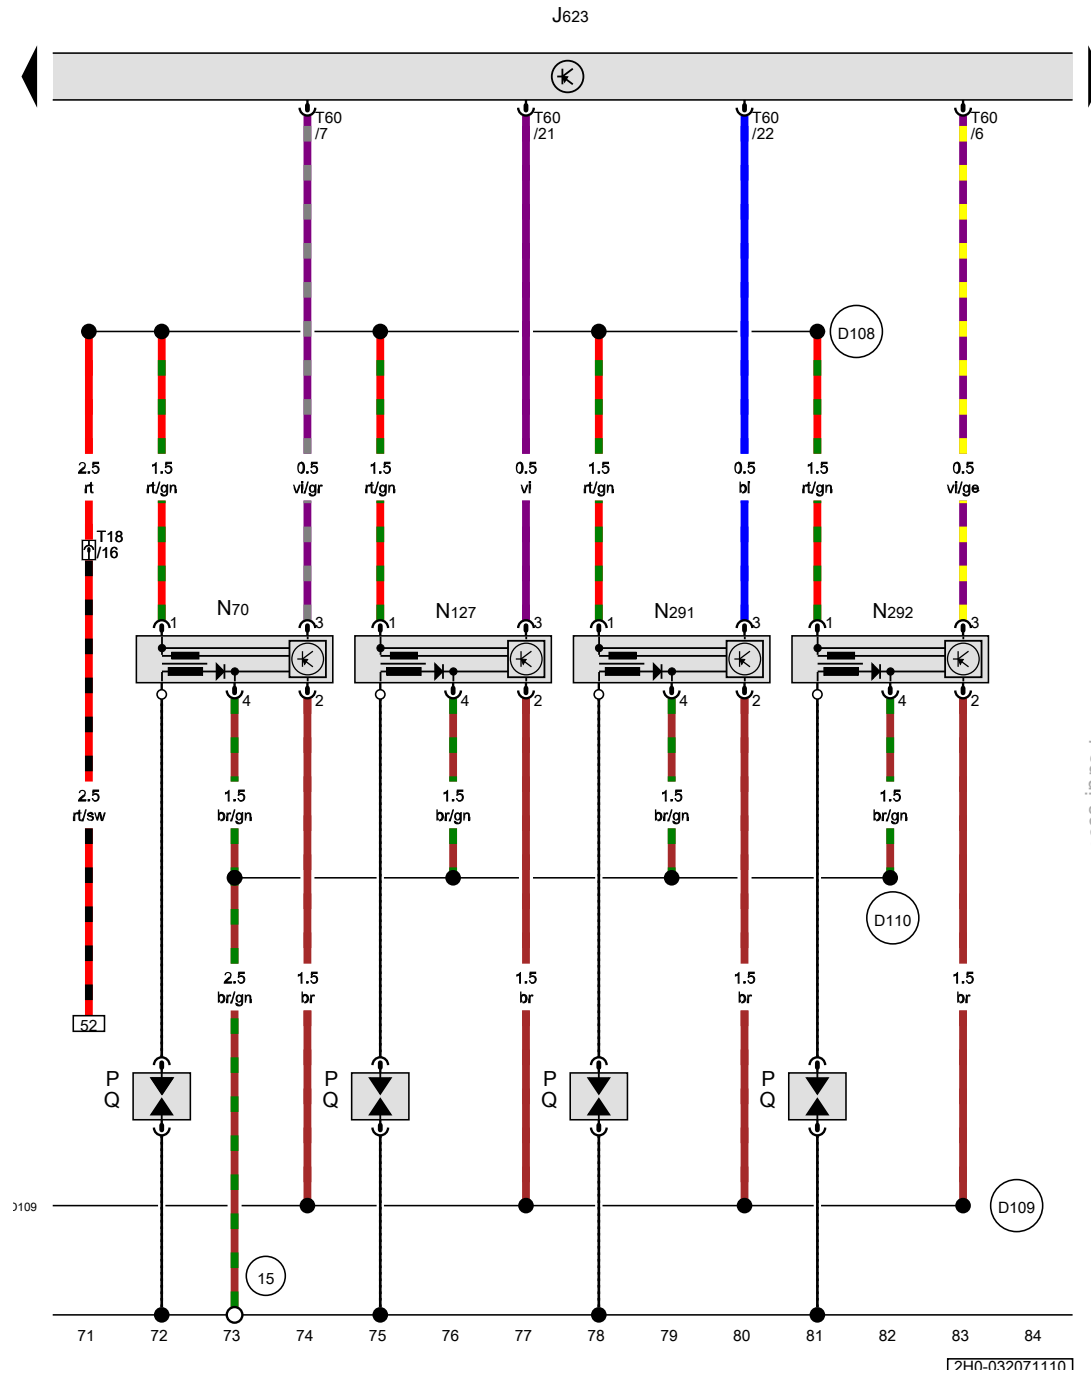 J623
T60 T60 T60 T60
/7 /21 /22 /6
D108
2.5 1.5 0.5 1.5 0.5 1.5 0.5 1.5 0.5
rt rt/gn vi/gr rt/gn vi rt/gn bl rt/gn vi/ge
T18
/16
N70 N127 N291 N292
1 3 1 3 1 3 1 3
4 2 4 2 4 2 4 2
2.5 1.5 1.5 1.5 1.5
rt/sw br/gn br/gn br/gn br/gn
D110
2.5 1.5 1.5 1.5 1.5
br/gn br br br br
52
P P P P
Q Q Q Q
D109 D109
15
71 72 73 74 75 76 77 78 79 80 81 82 83 84
2H0-032071110